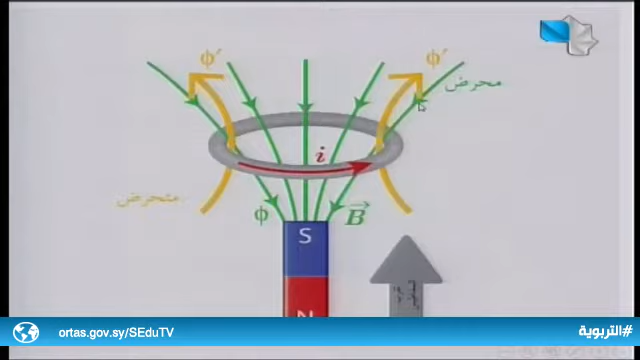 ϕ′
ϕ′
محرض
i
متحرض
ϕ
B
S
N
ortas.gov.sy/SEduTV
#التربوية